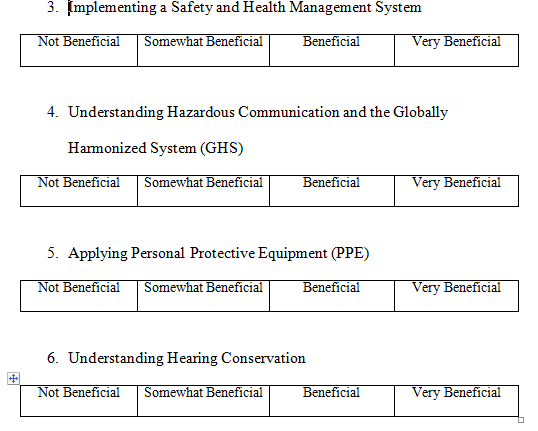 3. Implementing a Safety and Health Management System
Not Beneficial Somewhat Beneficial Beneficial Very Beneficial
4. Understanding Hazardous Communication and the Globally
Harmonized System (GHS)
Not Beneficial Somewhat Beneficial Beneficial Very Beneficial
5. Applying Personal Protective Equipment (PPE)
Not Beneficial Somewhat Beneficial Beneficial Very Beneficial
6. Understanding Hearing Conservation
Not Beneficial Somewhat Beneficial Beneficial Very Beneficial